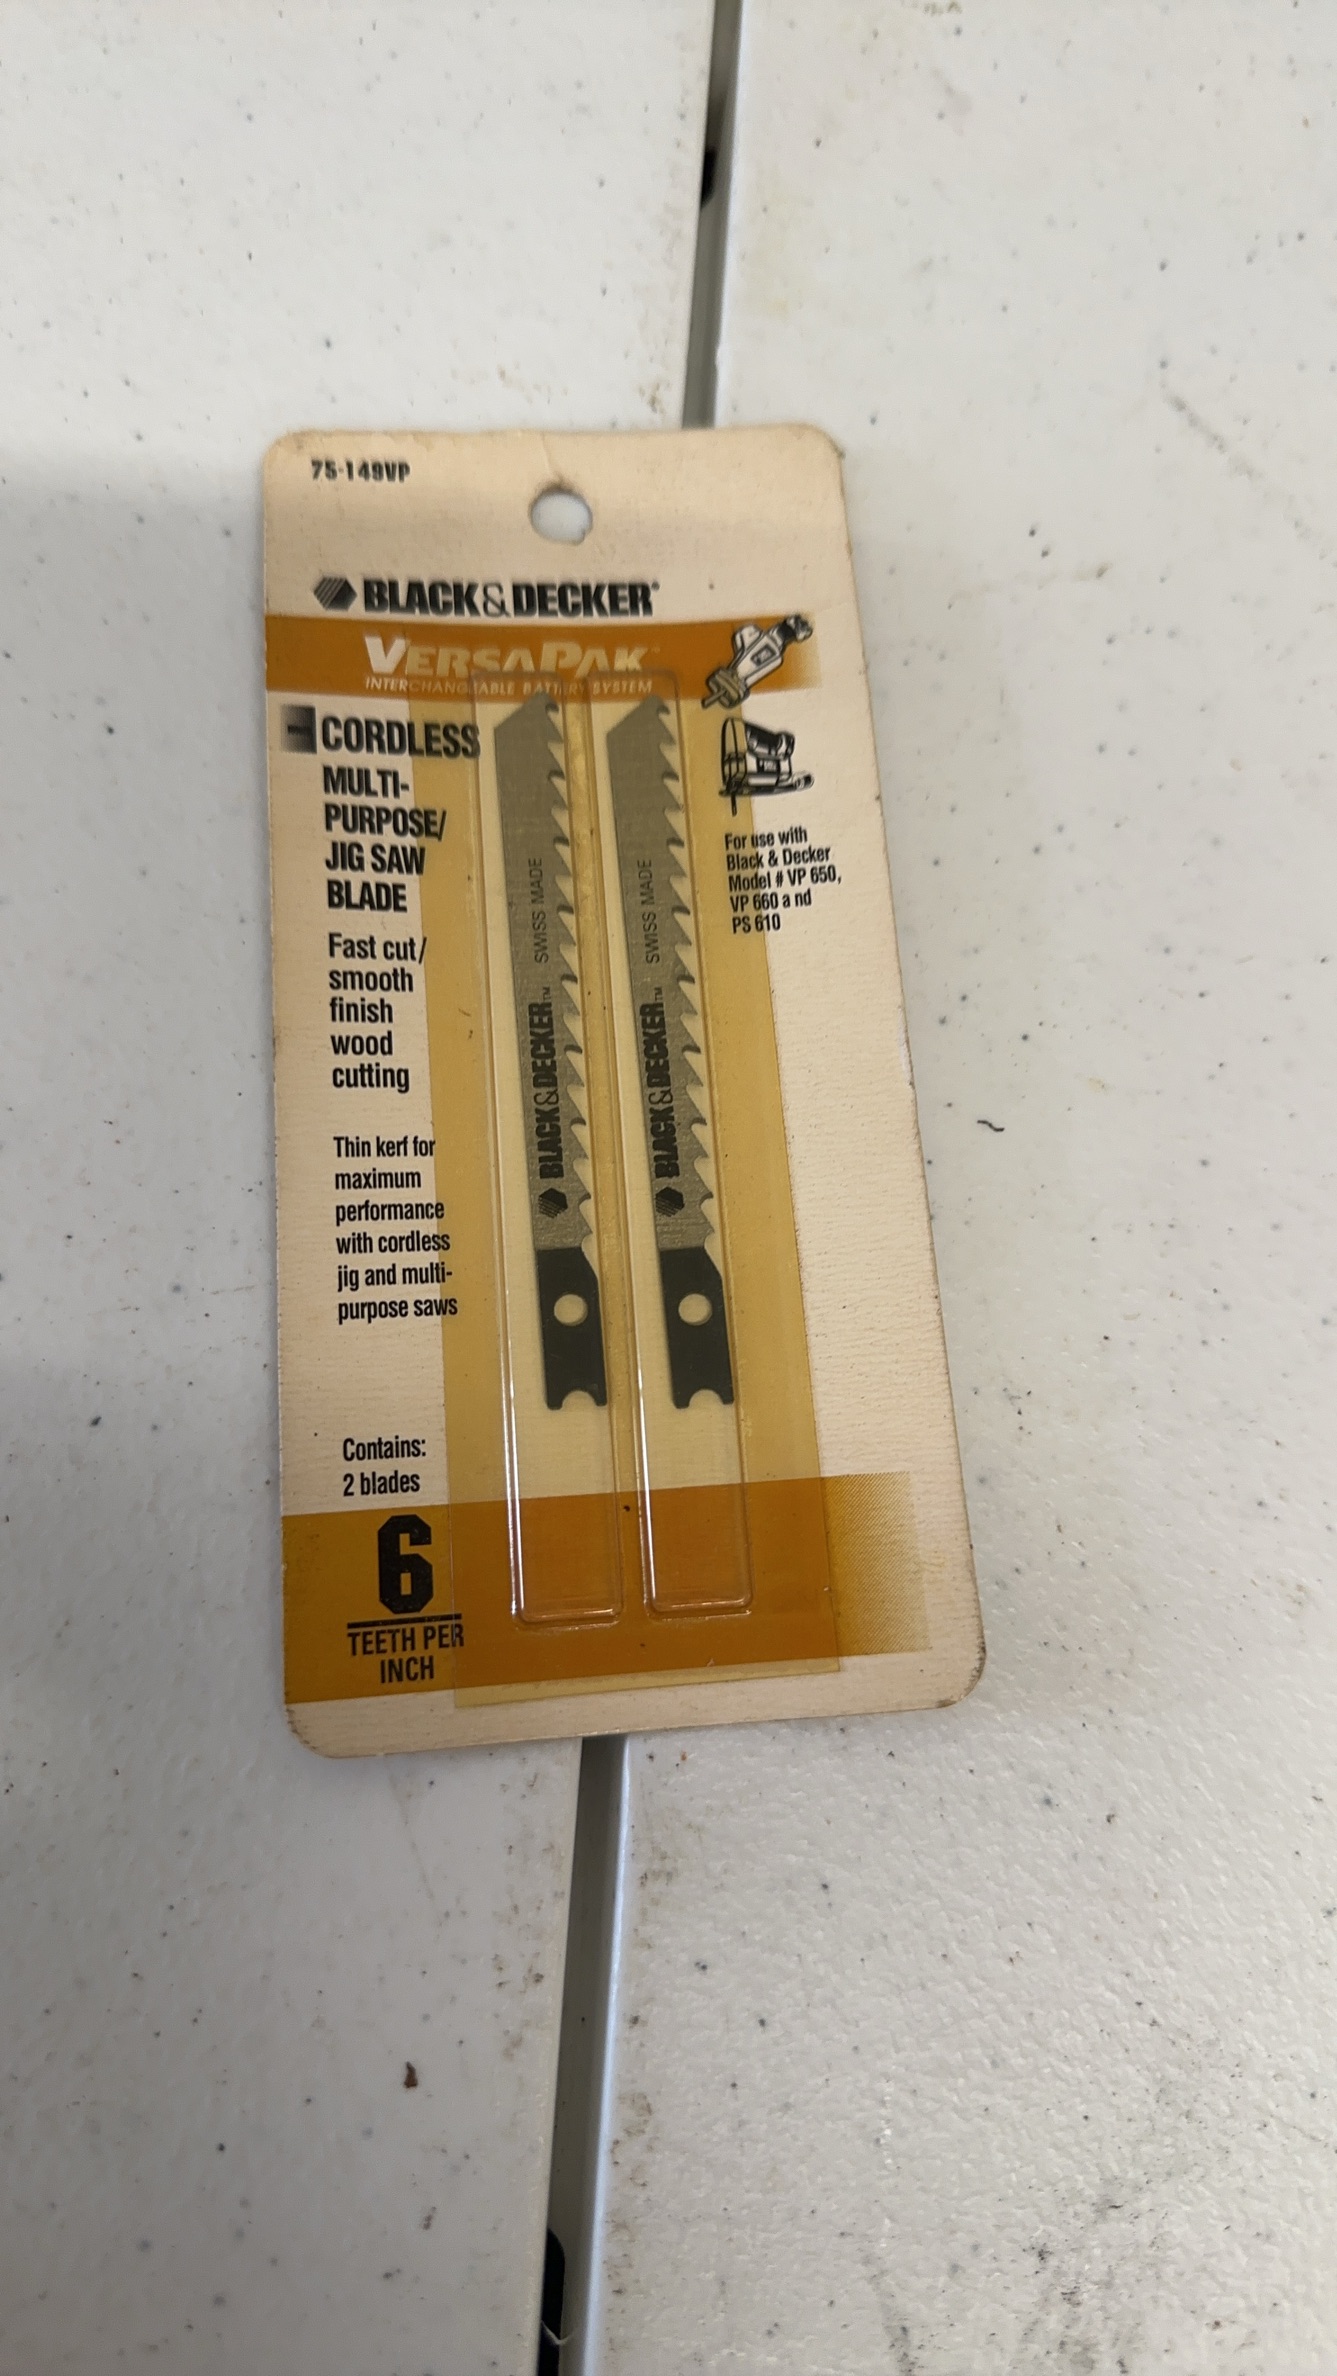 75-149VP
BLACK&DECKER®
VERSAPAK™
INTERCHANGEABLE BATTERY SYSTEM
CORDLESS
MULTI-
PURPOSE/
JIG SAW
BLADE
Fast cut/
smooth
finish
wood
cutting
Thin kerf for
maximum
performance
with cordless
jig and multi-
purpose saws
Contains:
2 blades
6
TEETH PER
INCH
BLACK&DECKER™ SWISS MADE
BLACK&DECKER™ SWISS MADE
For use with
Black & Decker
Model # VP 650,
VP 660 a nd
PS 610